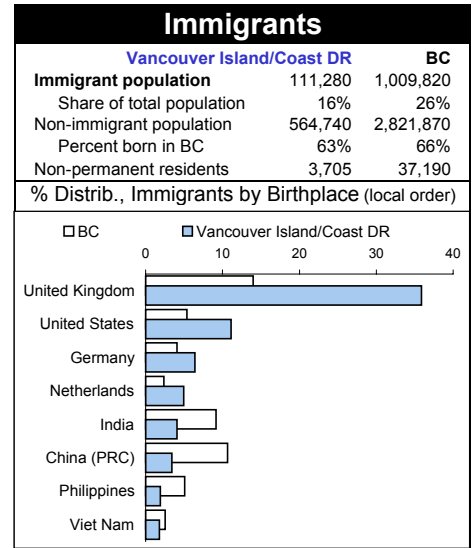 Immigrants
Vancouver Island/Coast DR BC
Immigrant population 111,280 1,009,820
Share of total population 16% 26%
Non-immigrant population 564,740 2,821,870
Percent born in BC 63% 66%
Non-permanent residents 3,705 37,190
% Distrib., Immigrants by Birthplace (local order)
BC Vancouver Island/Coast DR
0 10 20 30 40
United Kingdom
United States
Germany
Netherlands
India
China (PRC)
Philippines
Viet Nam